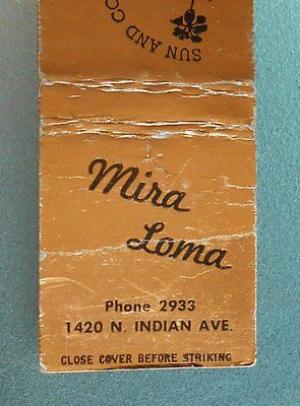 SUN AND
Mira
Loma
Phone 2933
1420 N. INDIAN AVE.
CLOSE COVER BEFORE STRIKING